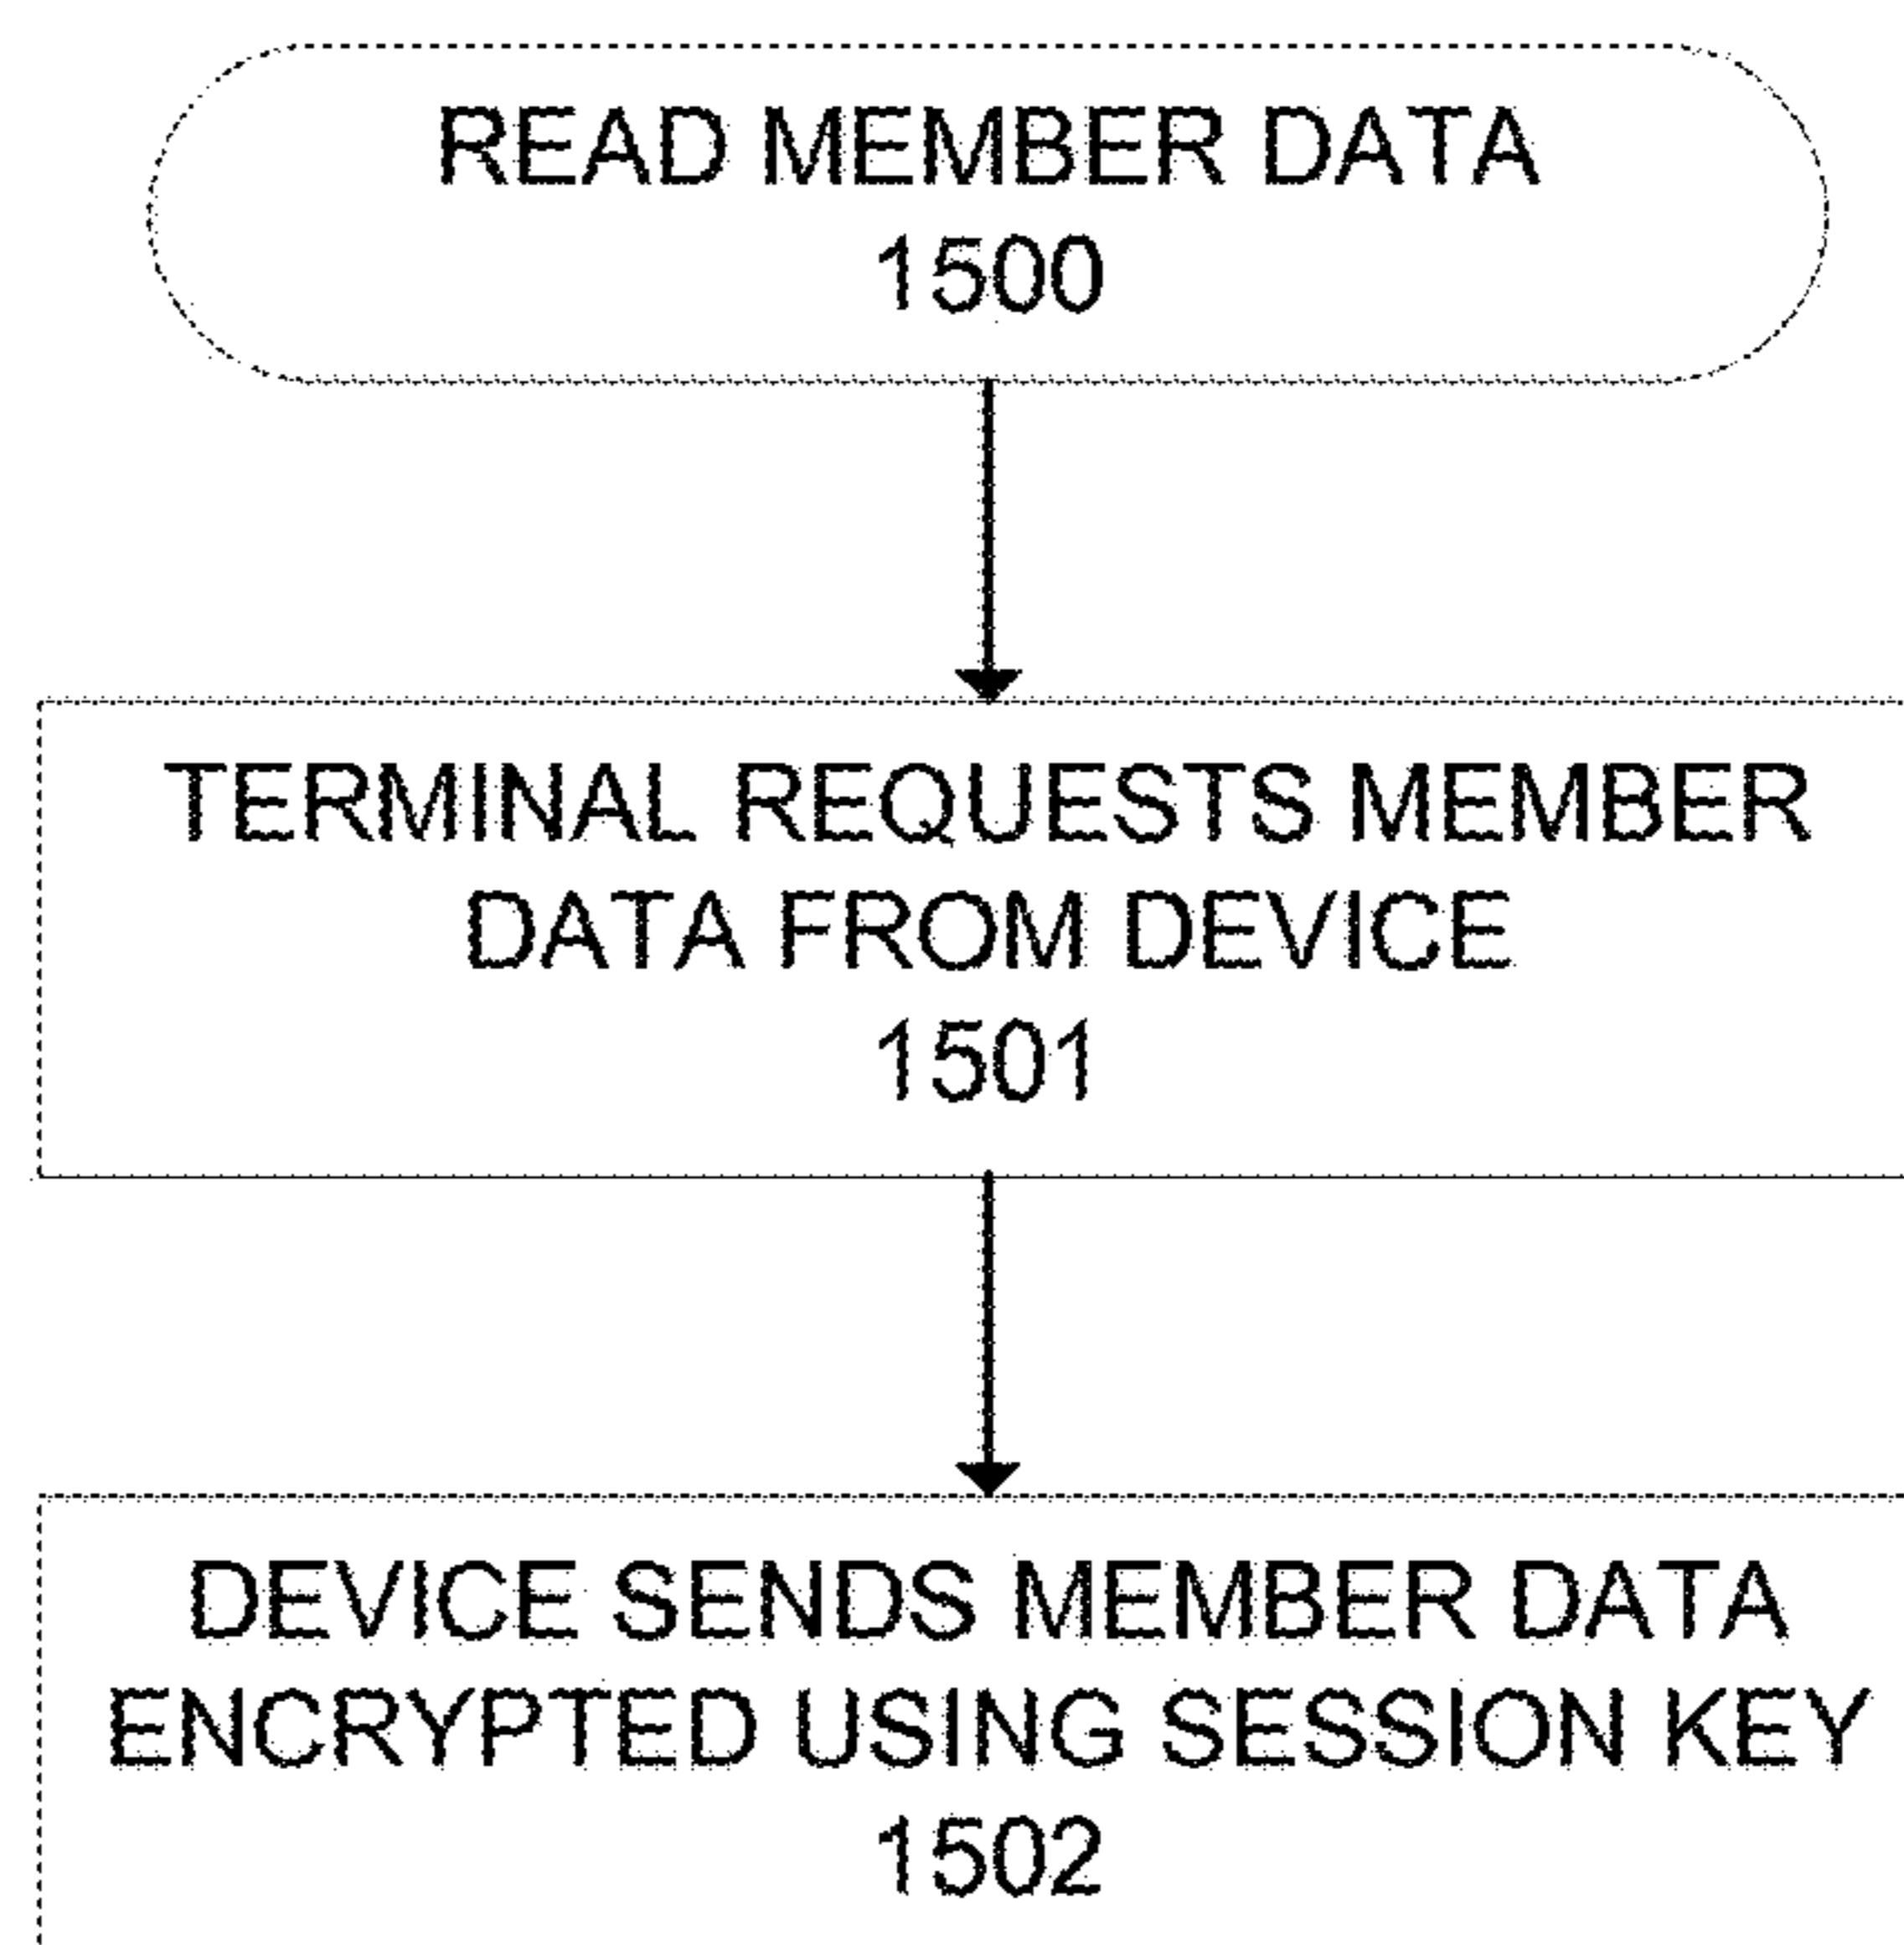 READ MEMBER DATA
1500
TERMINAL REQUESTS MEMBER
DATA FROM DEVICE
1501
DEVICE SENDS MEMBER DATA
ENCRYPTED USING SESSION KEY
1502